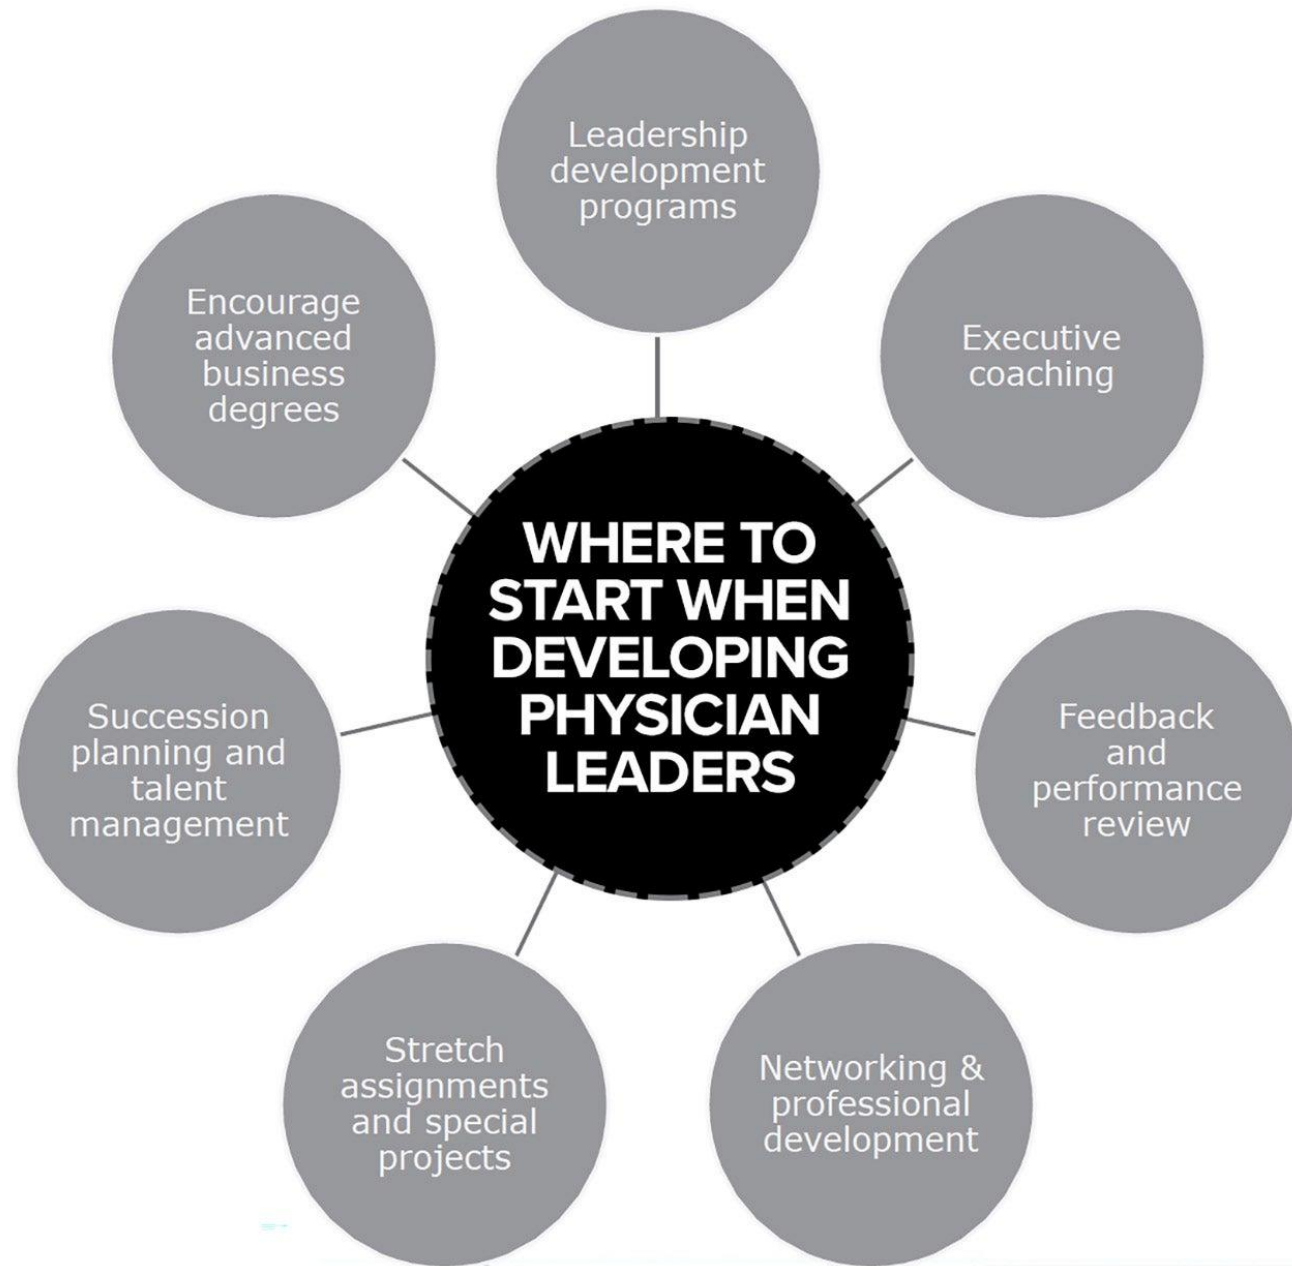 Leadership
development
programs
Executive
coaching
Feedback
and
performance
review
Networking &
professional
development
Stretch
assignments
and special
projects
Succession
planning and
talent
management
Encourage
advanced
business
degrees
WHERE TO
START WHEN
DEVELOPING
PHYSICIAN
LEADERS